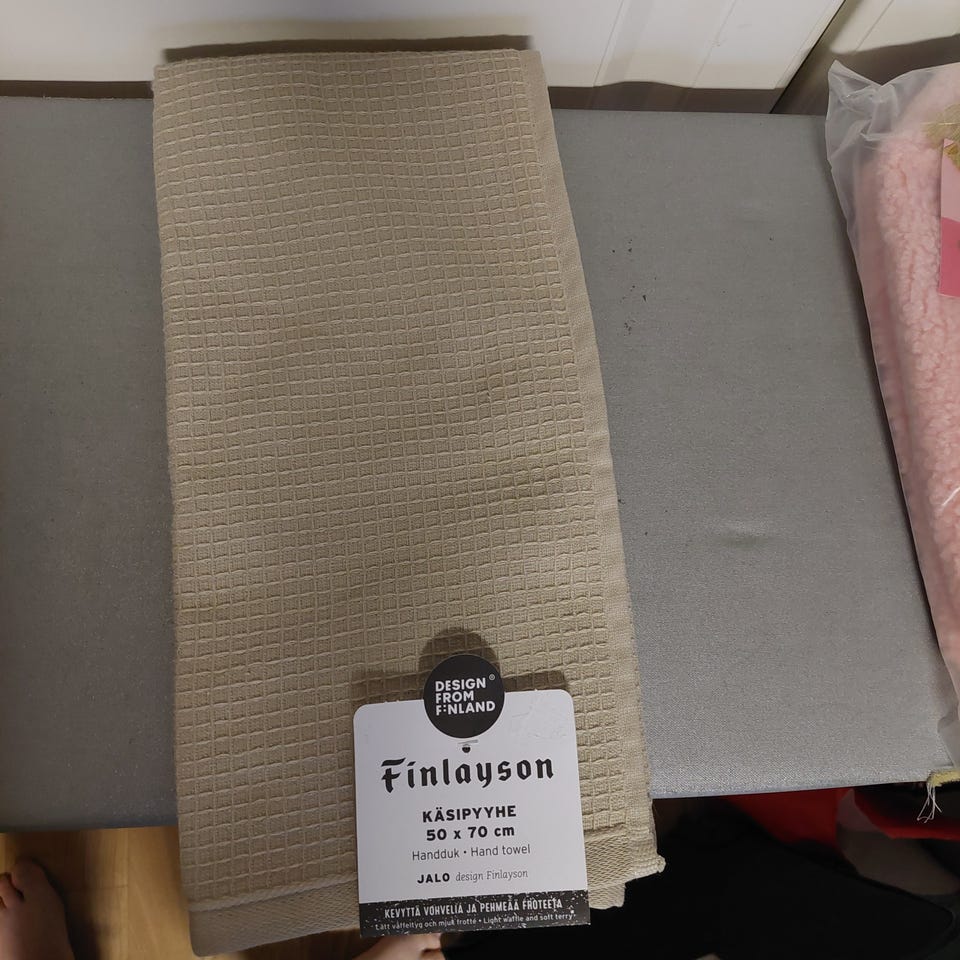 DESIGN®
FROM
FINLAND
Finlayson
KÄSIPYYHE
50 x 70 cm
Handduk • Hand towel
JALO design Finlayson
KEVYTTÄ VOHVELIA JA PEHMEÄÄ FROTEETA
Lätt våffeltyg och mjuk frotté • Light waffle and soft terry